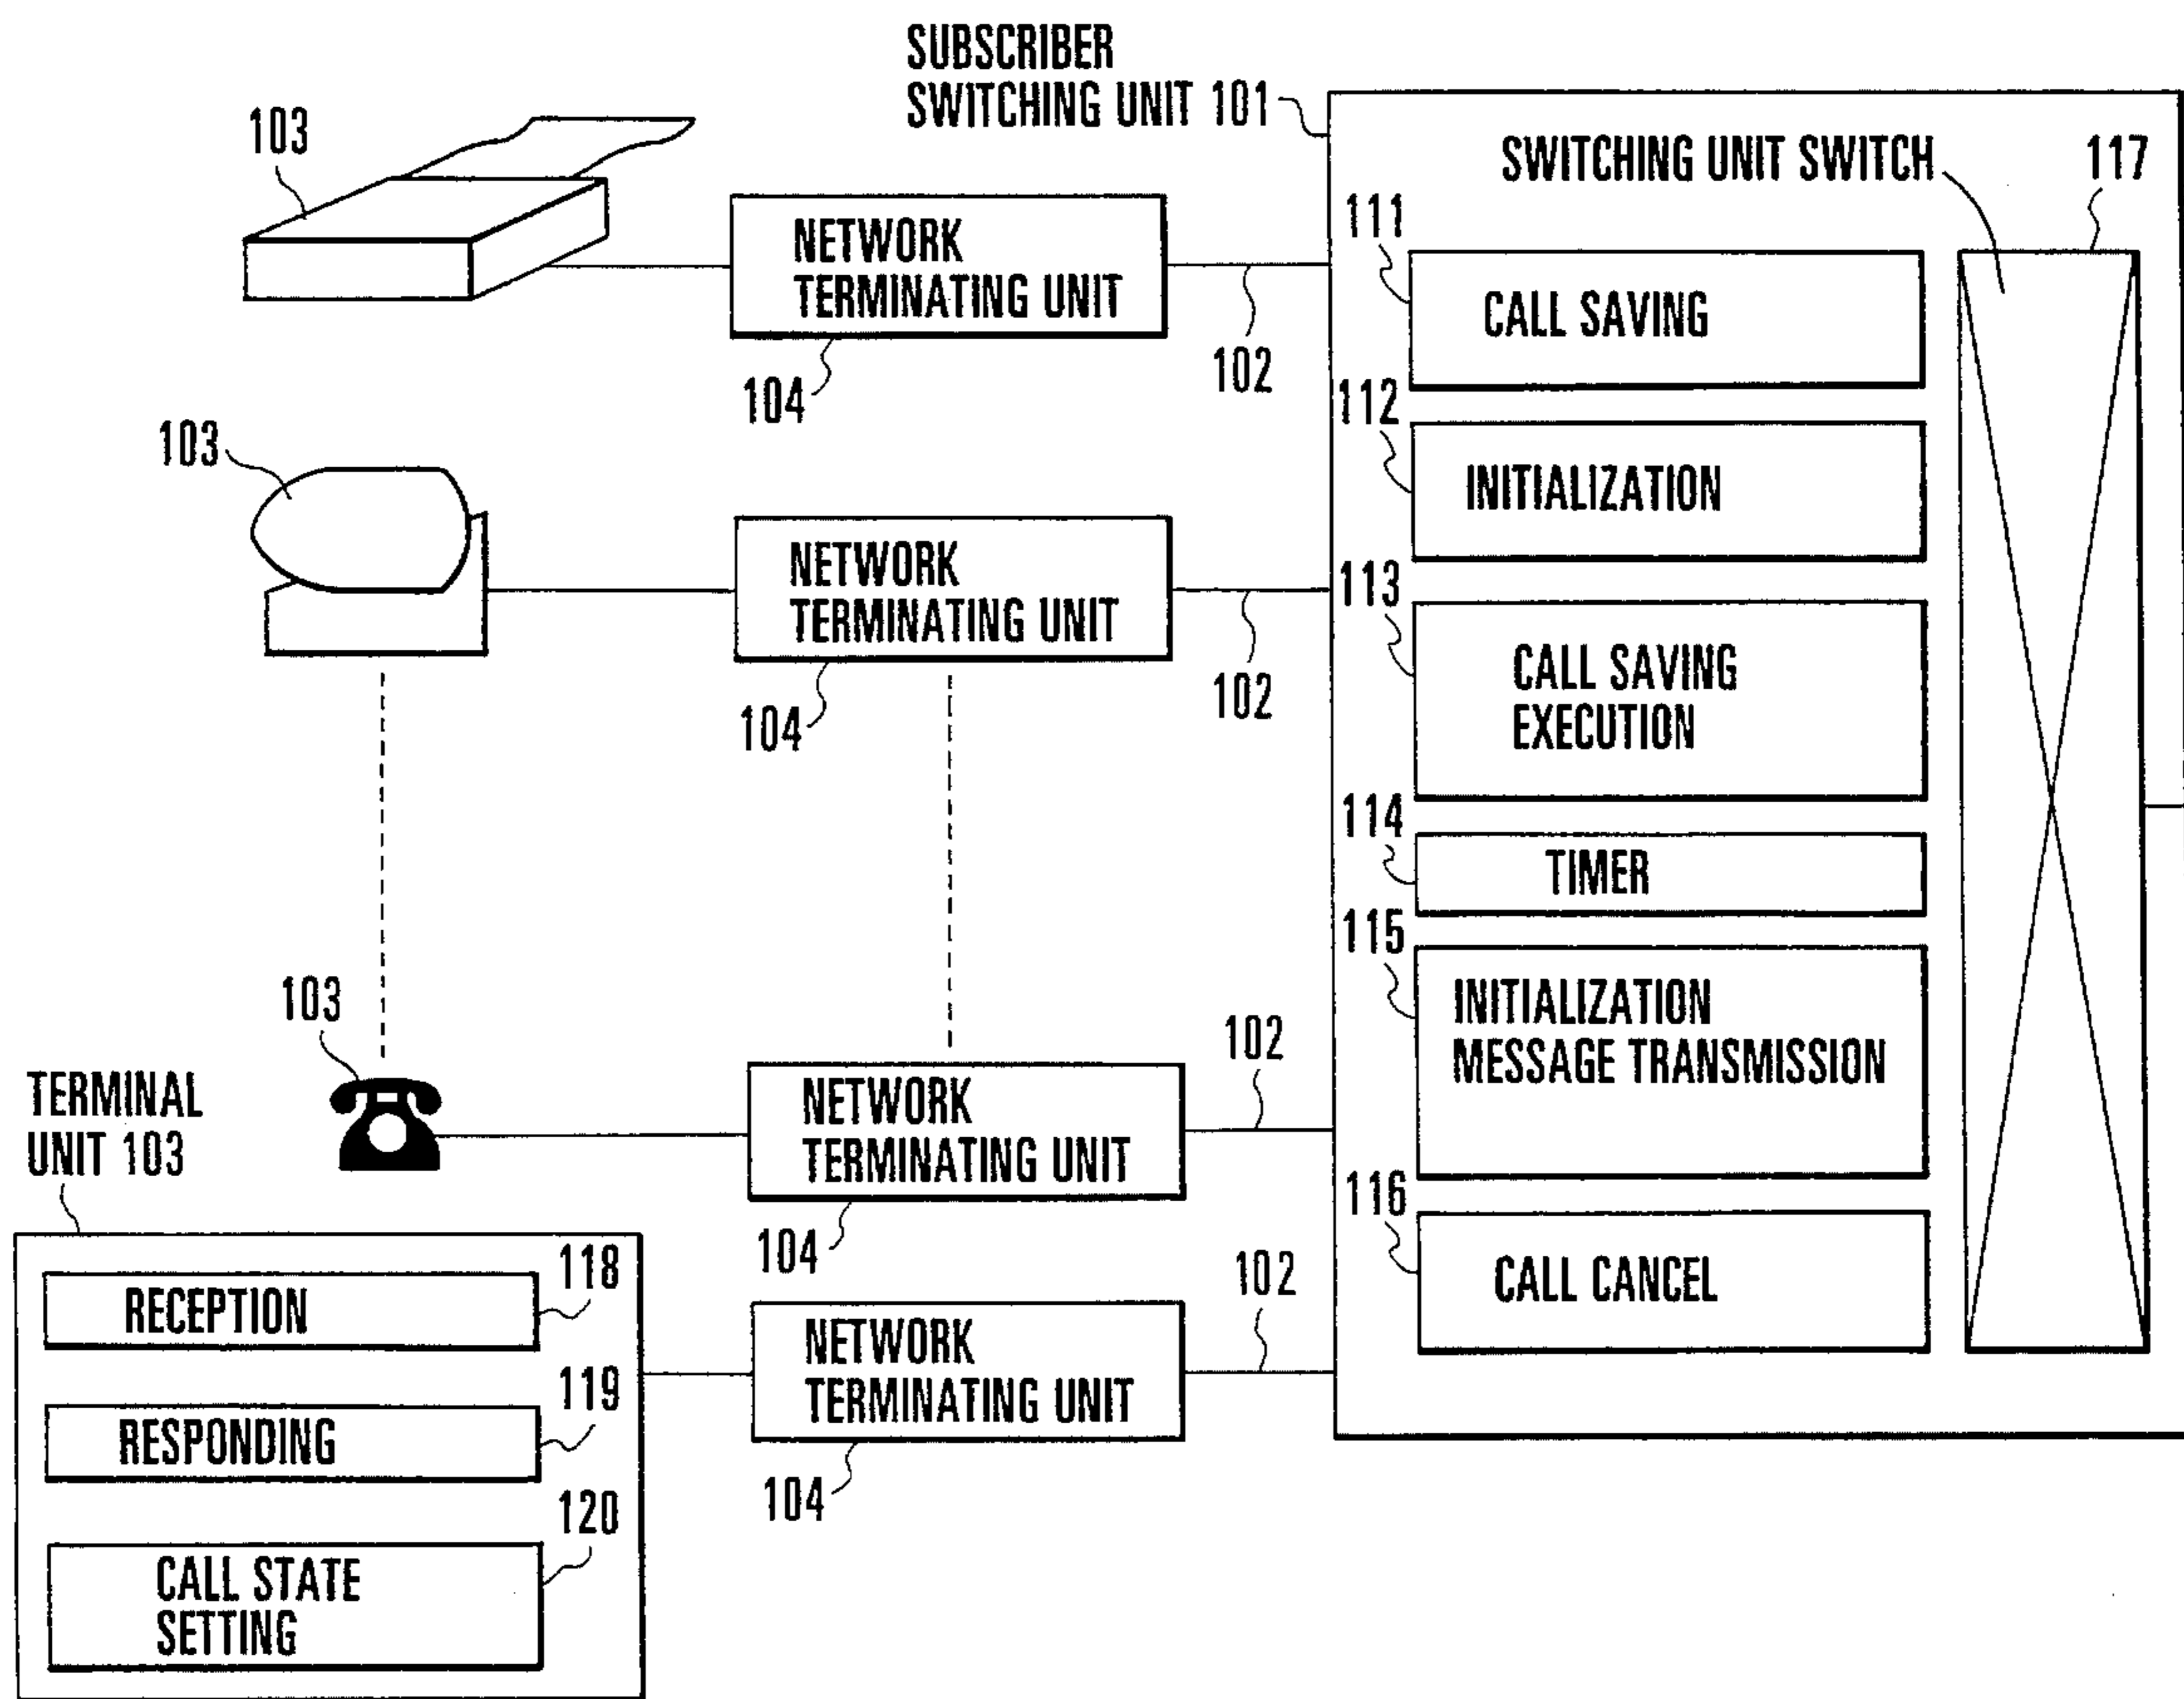 SUBSCRIBER
SWITCHING UNIT 101
103
SWITCHING UNIT SWITCH
117
NETWORK
TERMINATING UNIT
111
CALL SAVING
102
104
112
103
INITIALIZATION
NETWORK
TERMINATING UNIT
113
CALL SAVING
EXECUTION
102
104
114
TIMER
115
103
INITIALIZATION
MESSAGE TRANSMISSION
102
TERMINAL
UNIT 103
NETWORK
TERMINATING UNIT
116
104
102
118
RECEPTION
CALL CANCEL
NETWORK
TERMINATING UNIT
119
RESPONDING
104
120
CALL STATE
SETTING